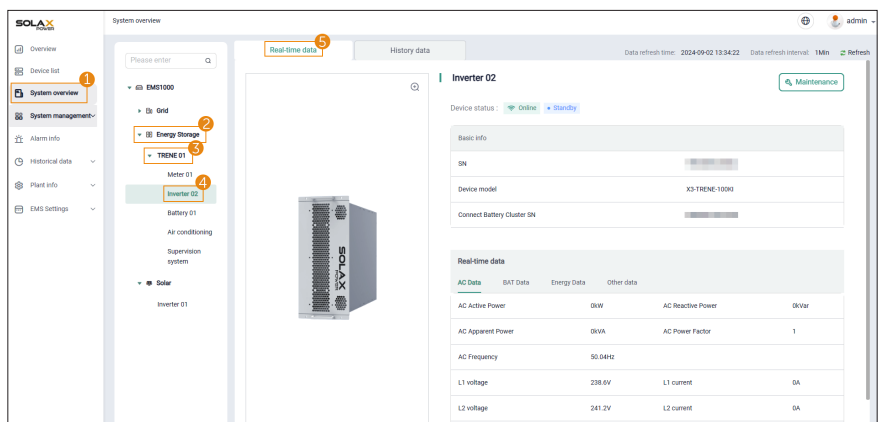 SOLAX
POWER
System overview
admin
Overview
Device list
1
System overview
System management
Alarm info
Historical data
Plant info
EMS Settings
Please enter
EMS1000
Grid
2
Energy Storage
3
TRENE 01
Meter 01
4
Inverter 02
Battery 01
Air conditioning
Supervision
system
Solar
Inverter 01
5
Real-time data
History data
Data refresh time: 2024-09-02 13:34:22 Data refresh interval: 1Min Refresh
SOLAX
POWER
Inverter 02
Maintenance
Device status : Online Standby
Basic info
SN
Device model X3-TRENE-100KI
Connect Battery Cluster SN
Real-time data
AC Data BAT Data Energy Data Other data
AC Active Power 0kW AC Reactive Power 0kVar
AC Apparent Power 0kVA AC Power Factor 1
AC Frequency 50.04Hz
L1 voltage 238.6V L1 current 0A
L2 voltage 241.2V L2 current 0A